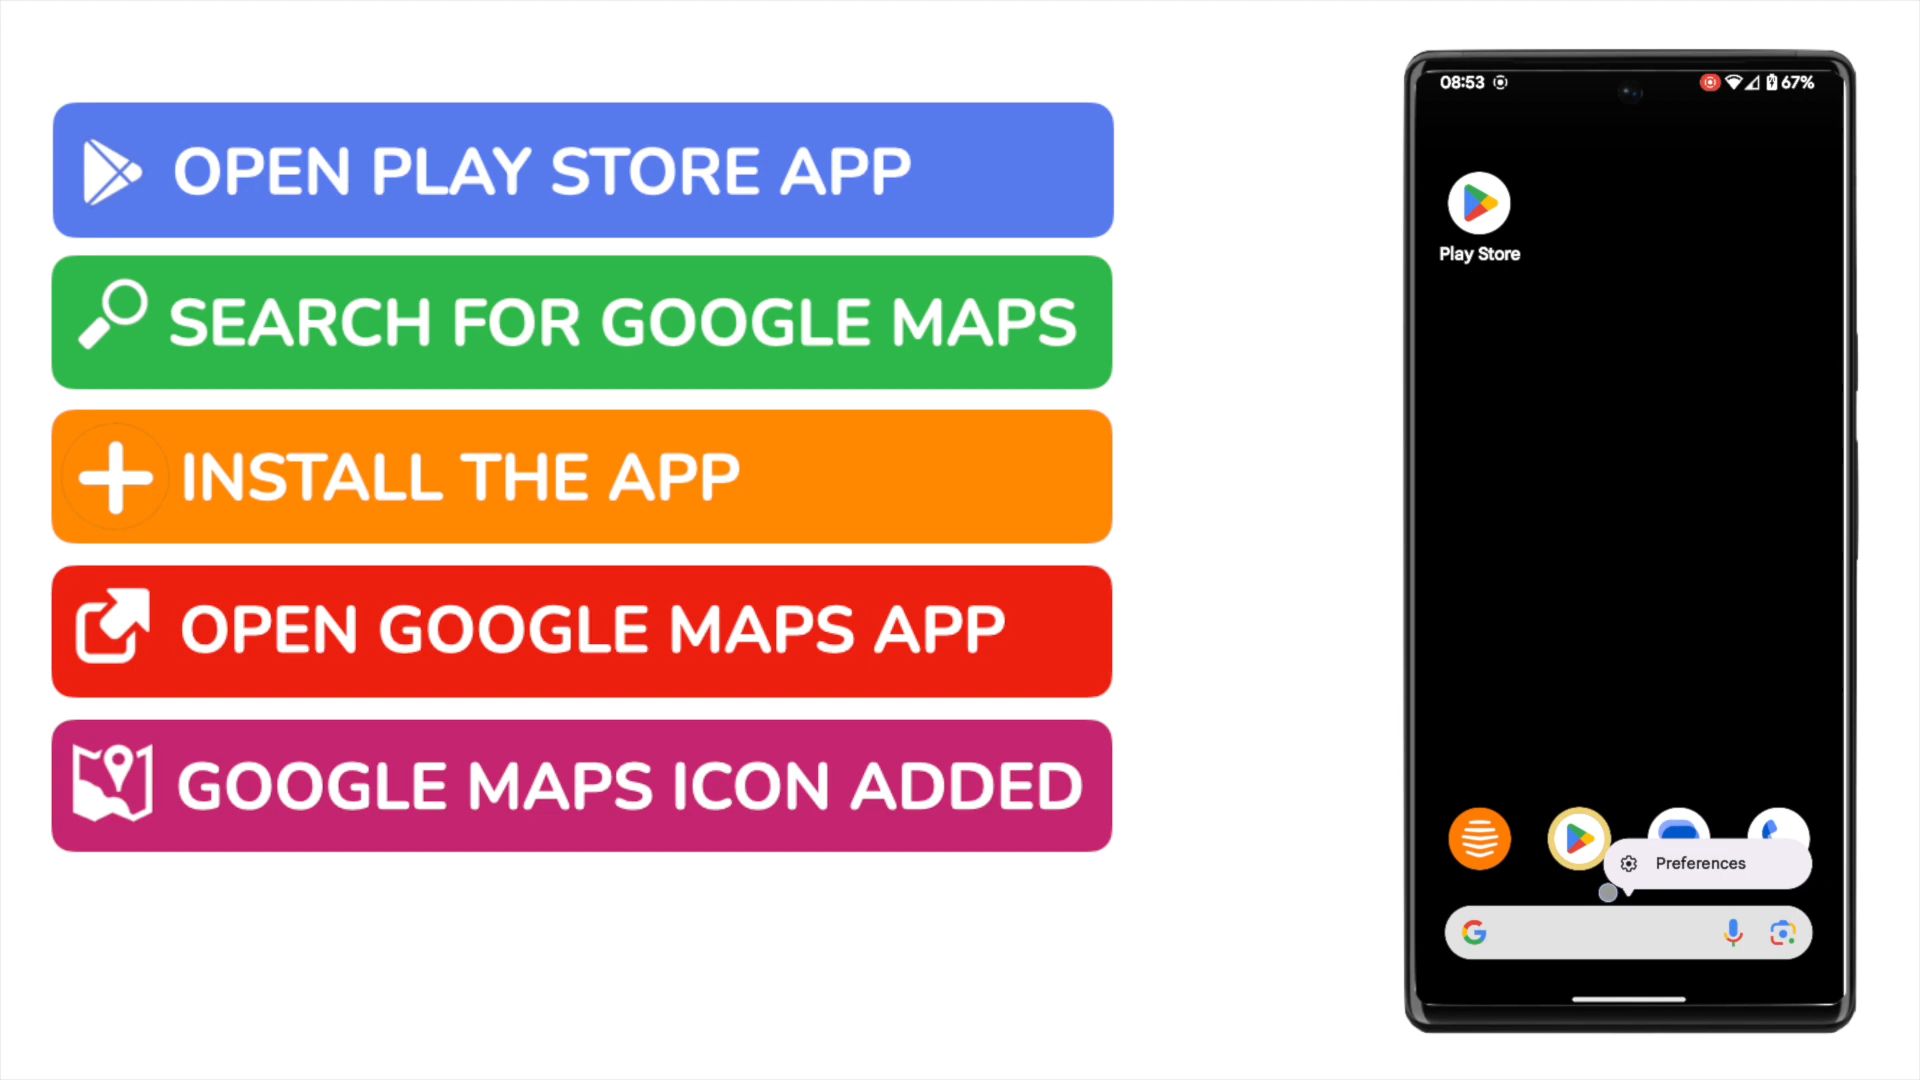 OPEN PLAY STORE APP
SEARCH FOR GOOGLE MAPS
INSTALL THE APP
OPEN GOOGLE MAPS APP
GOOGLE MAPS ICON ADDED
08:53
67%
Play Store
Preferences